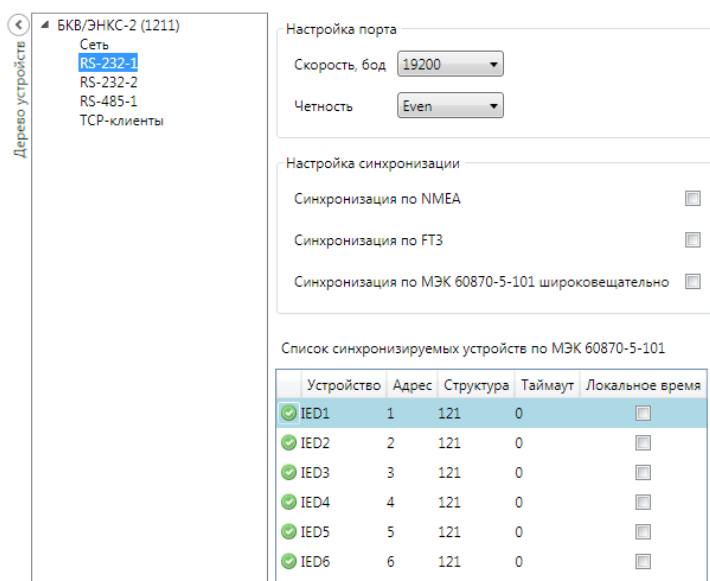 Дерево устройств
БКВ/ЭНКС-2 (1211)
Сеть
RS-232-1
RS-232-2
RS-485-1
TCP-клиенты
Настройка порта
Скорость, бод 19200
Четность Even
Настройка синхронизации
Синхронизация по NMEA
Синхронизация по FT3
Синхронизация по МЭК 60870-5-101 широковещательно
Список синхронизируемых устройств по МЭК 60870-5-101
Устройство Адрес Структура Таймаут Локальное время
IED1 1 121 0
IED2 2 121 0
IED3 3 121 0
IED4 4 121 0
IED5 5 121 0
IED6 6 121 0